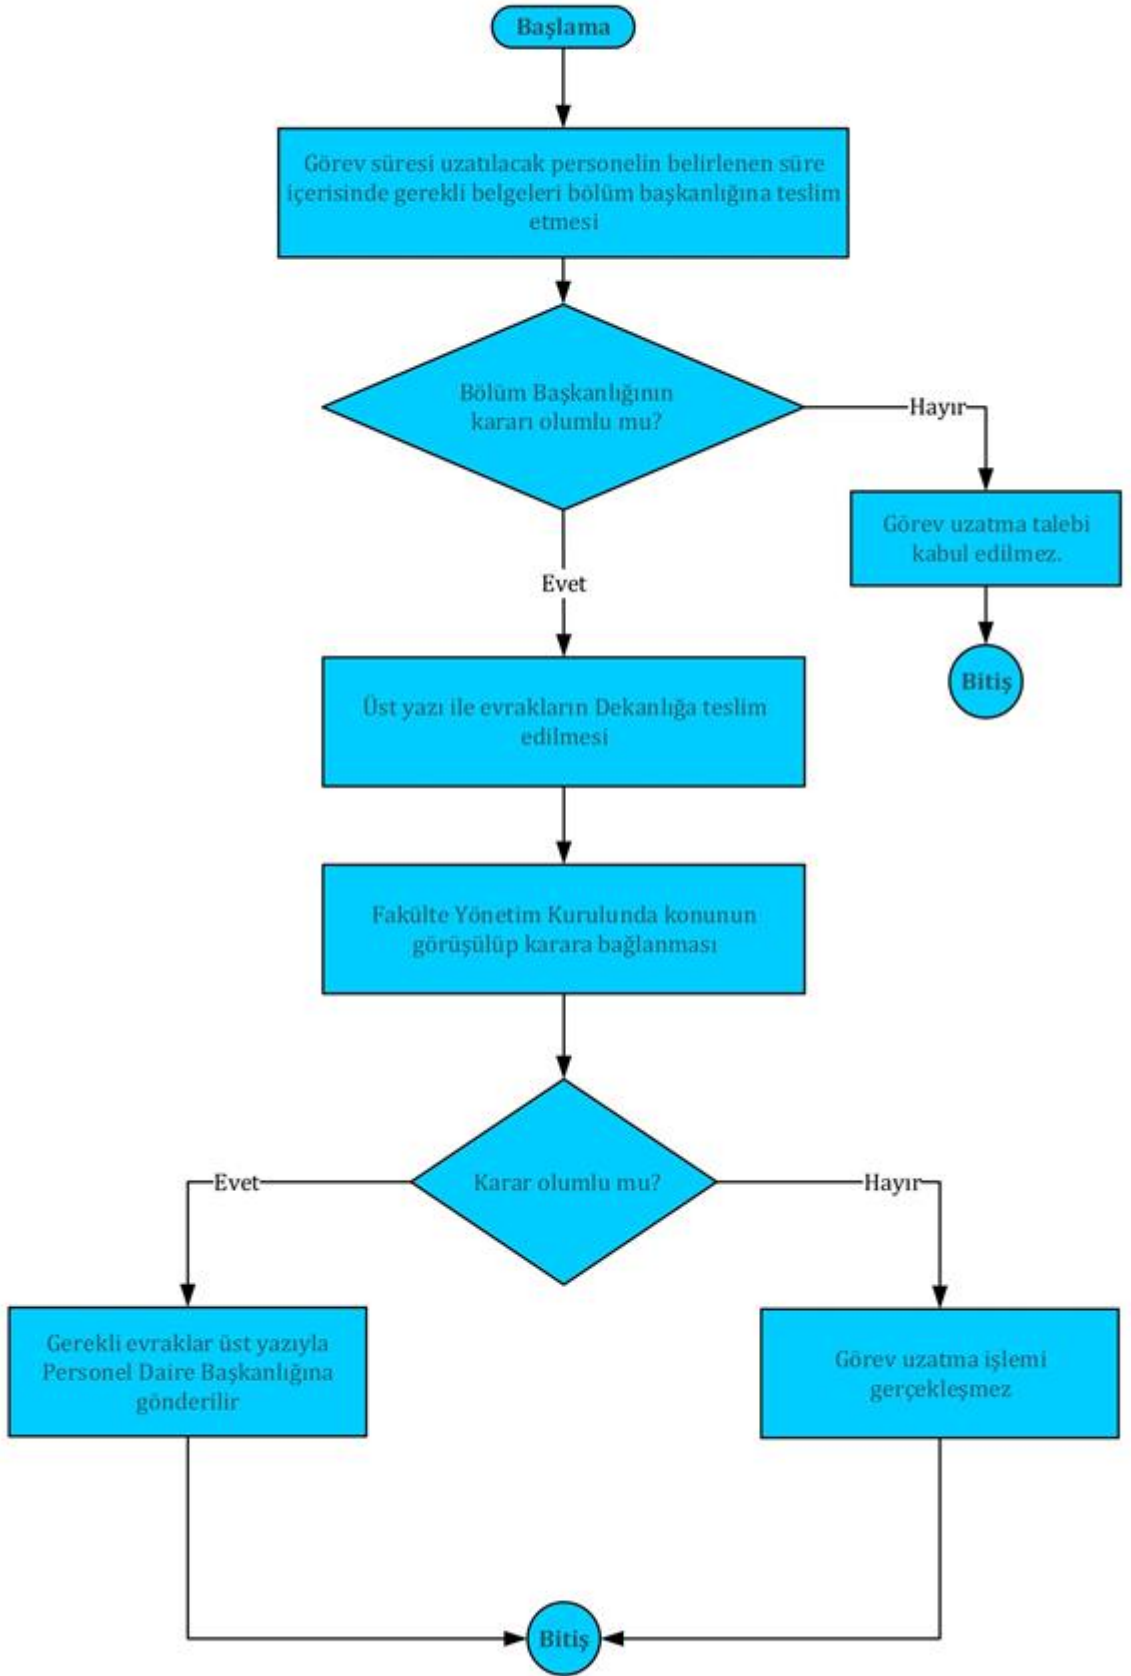 Başlama
Görev süresi uzatılacak personelin belirlenen süre
içerisinde gerekli belgeleri bölüm başkanlığına teslim
etmesi
Bölüm Başkanlığının
kararı olumlu mu?
Hayır
Görev uzatma talebi
kabul edilmez.
Evet
Bitiş
Üst yazı ile evrakların Dekanlığa teslim
edilmesi
Fakülte Yönetim Kurulunda konunun
görüşülüp karara bağlanması
Karar olumlu mu?
Evet
Hayır
Gerekli evraklar üst yazıyla
Personel Daire Başkanlığına
gönderilir
Görev uzatma işlemi
gerçekleşmez
Bitiş